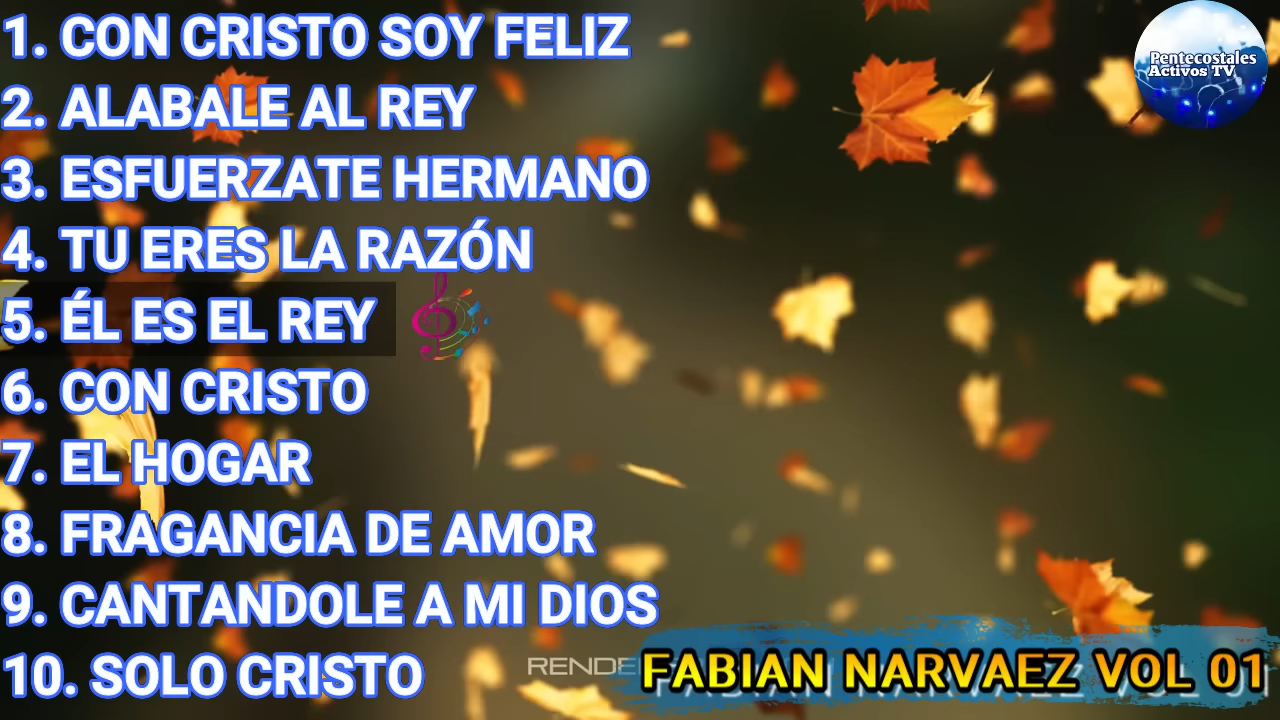 1. CON CRISTO SOY FELIZ
2. ALABALE AL REY
3. ESFUERZATE HERMANO
4. TU ERES LA RAZÓN
5. ÉL ES EL REY
6. CON CRISTO
7. EL HOGAR
8. FRAGANCIA DE AMOR
9. CANTANDOLE A MI DIOS
10. SOLO CRISTO
Pentecostales
Activos TV
RENDE
FABIAN NARVAEZ VOL 01